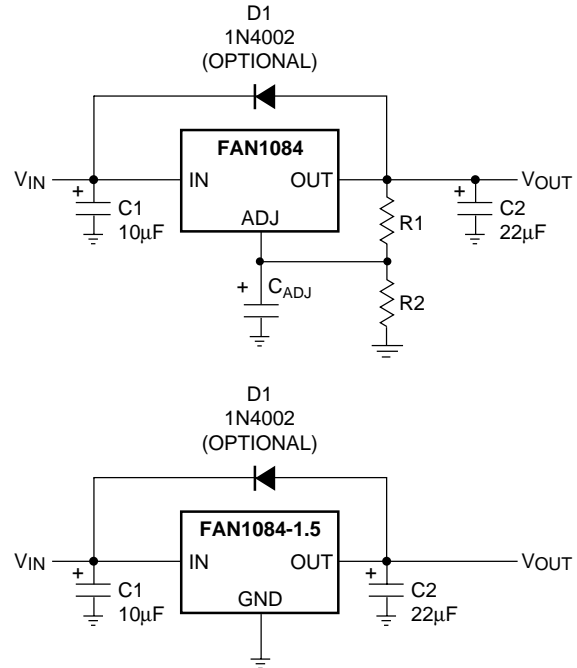 D1
1N4002
(OPTIONAL)
FAN1084
VIN
IN
OUT
VOUT
+
C1
10μF
ADJ
R1
+
C2
22μF
+
CADJ
R2
D1
1N4002
(OPTIONAL)
FAN1084-1.5
VIN
IN
OUT
VOUT
+
C1
10μF
GND
+
C2
22μF